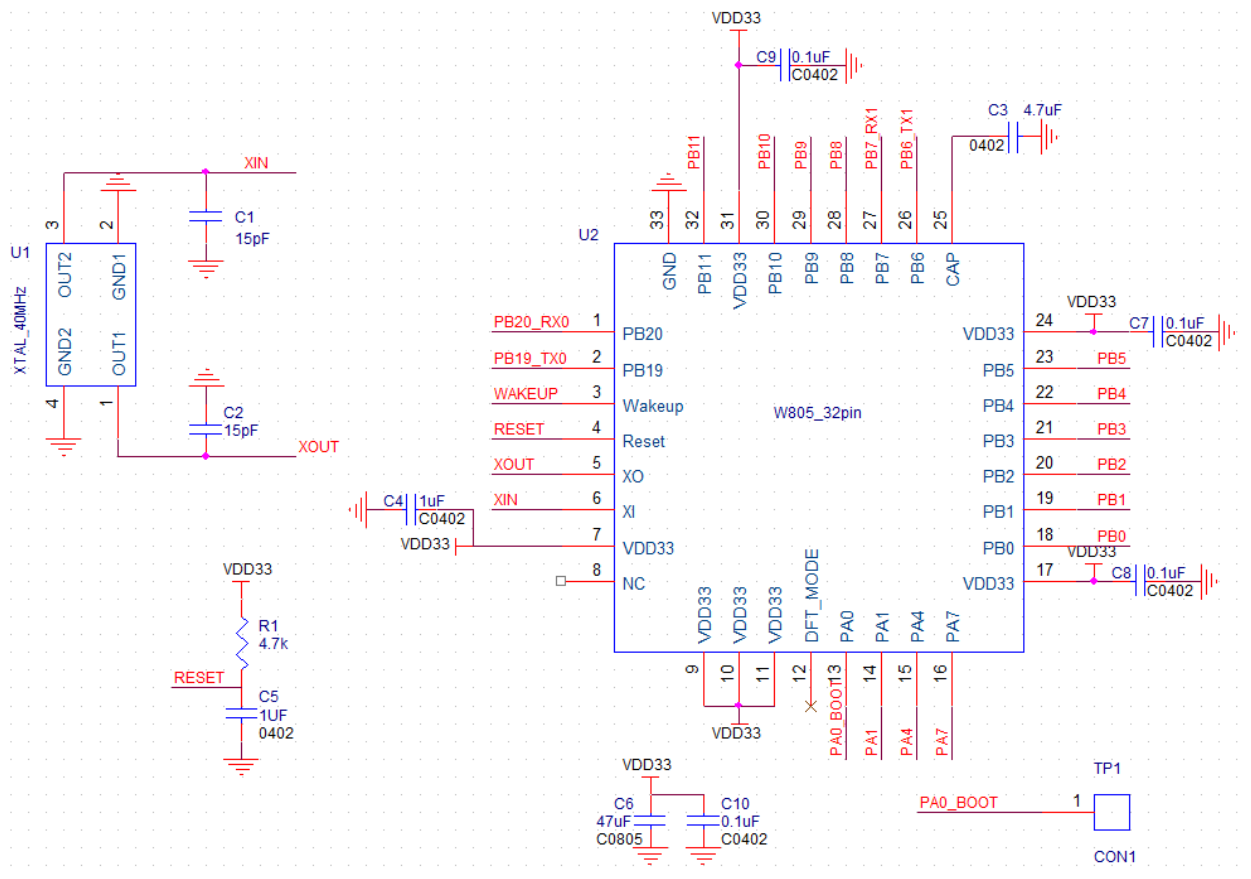 VDD33
C9 0.1uF
C0402
C3 4.7uF
0402
PB11
PB10
PB9
PB8
PB7_RX1
PB6_TX1
33
32
31
30
29
28
27
26
25
U2
GND
PB11
VDD33
PB10
PB9
PB8
PB7
PB6
CAP
XIN
3
2
C1
15pF
U1
XTAL_40MHz
OUT2
GND1
GND2
OUT1
4
1
C2
15pF
XOUT
PB20_RX0 1 PB20
PB19_TX0 2 PB19
WAKEUP 3 Wakeup
RESET 4 Reset
XOUT 5 XO
XIN 6 XI
C4 1uF
C0402
VDD33 7 VDD33
8 NC
W805_32pin
VDD33
VDD33 24
C7 0.1uF
C0402
PB5 23 PB5
PB4 22 PB4
PB3 21 PB3
PB2 20 PB2
PB1 19 PB1
PB0 18 PB0
VDD33
VDD33 17
C8 0.1uF
C0402
VDD33
VDD33
VDD33
DFT_MODE
PA0
PA1
PA4
PA7
9
10
11
12
13
14
15
16
VDD33
PA0_BOOT
PA1
PA4
PA7
VDD33
R1
4.7k
RESET
C5
1UF
0402
VDD33
C6
47uF
C0805
C10
0.1uF
C0402
TP1
PA0_BOOT 1
CON1